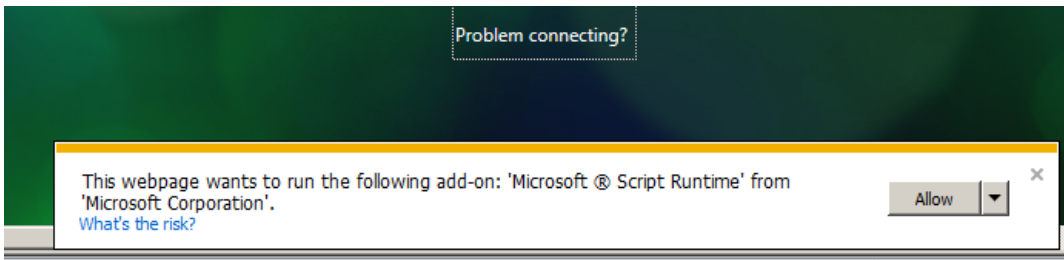 Problem connecting?
This webpage wants to run the following add-on: 'Microsoft ® Script Runtime' from
'Microsoft Corporation'.
What's the risk?
Allow